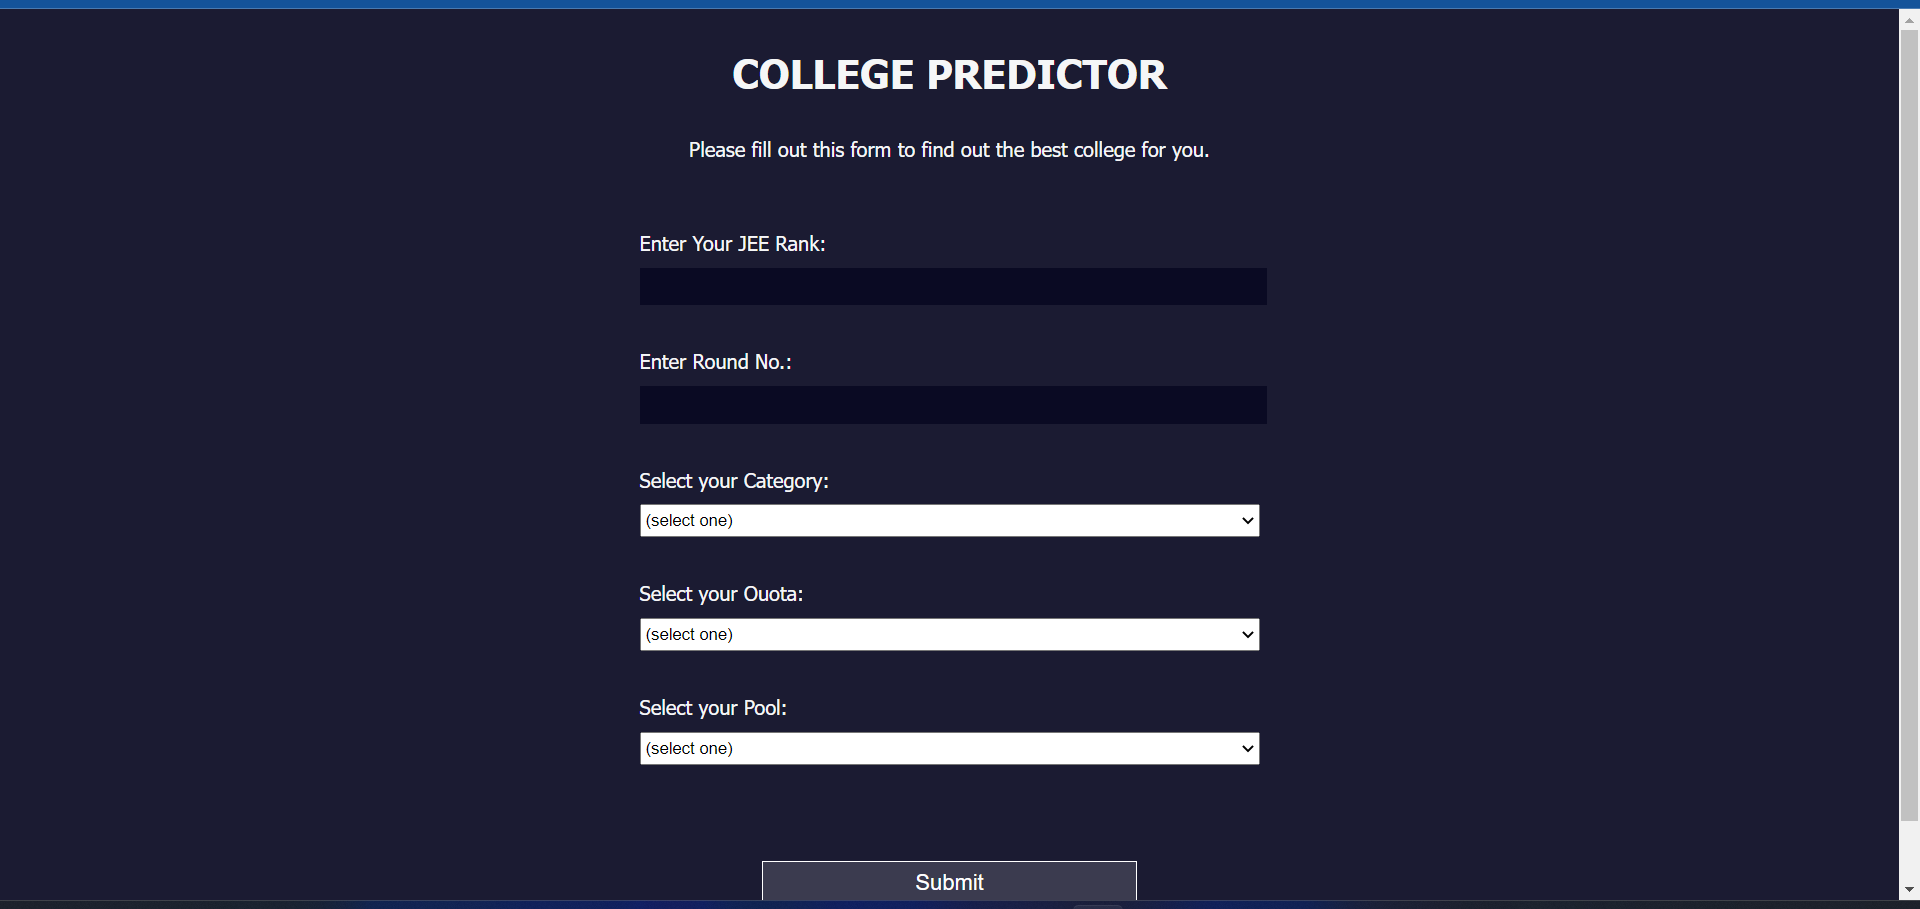 COLLEGE PREDICTOR
Please fill out this form to find out the best college for you.
Enter Your JEE Rank:
Enter Round No.:
Select your Category:
(select one)
Select your Ouota:
(select one)
Select your Pool:
(select one)
Submit